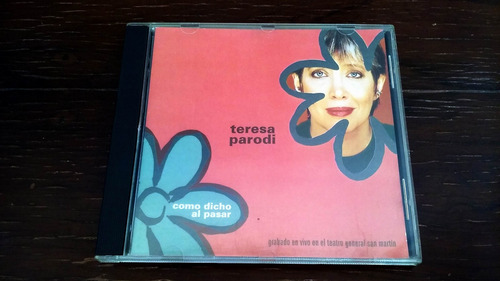 teresa
parodi
como dicho
al pasar
grabado en vivo en el teatro general san martín